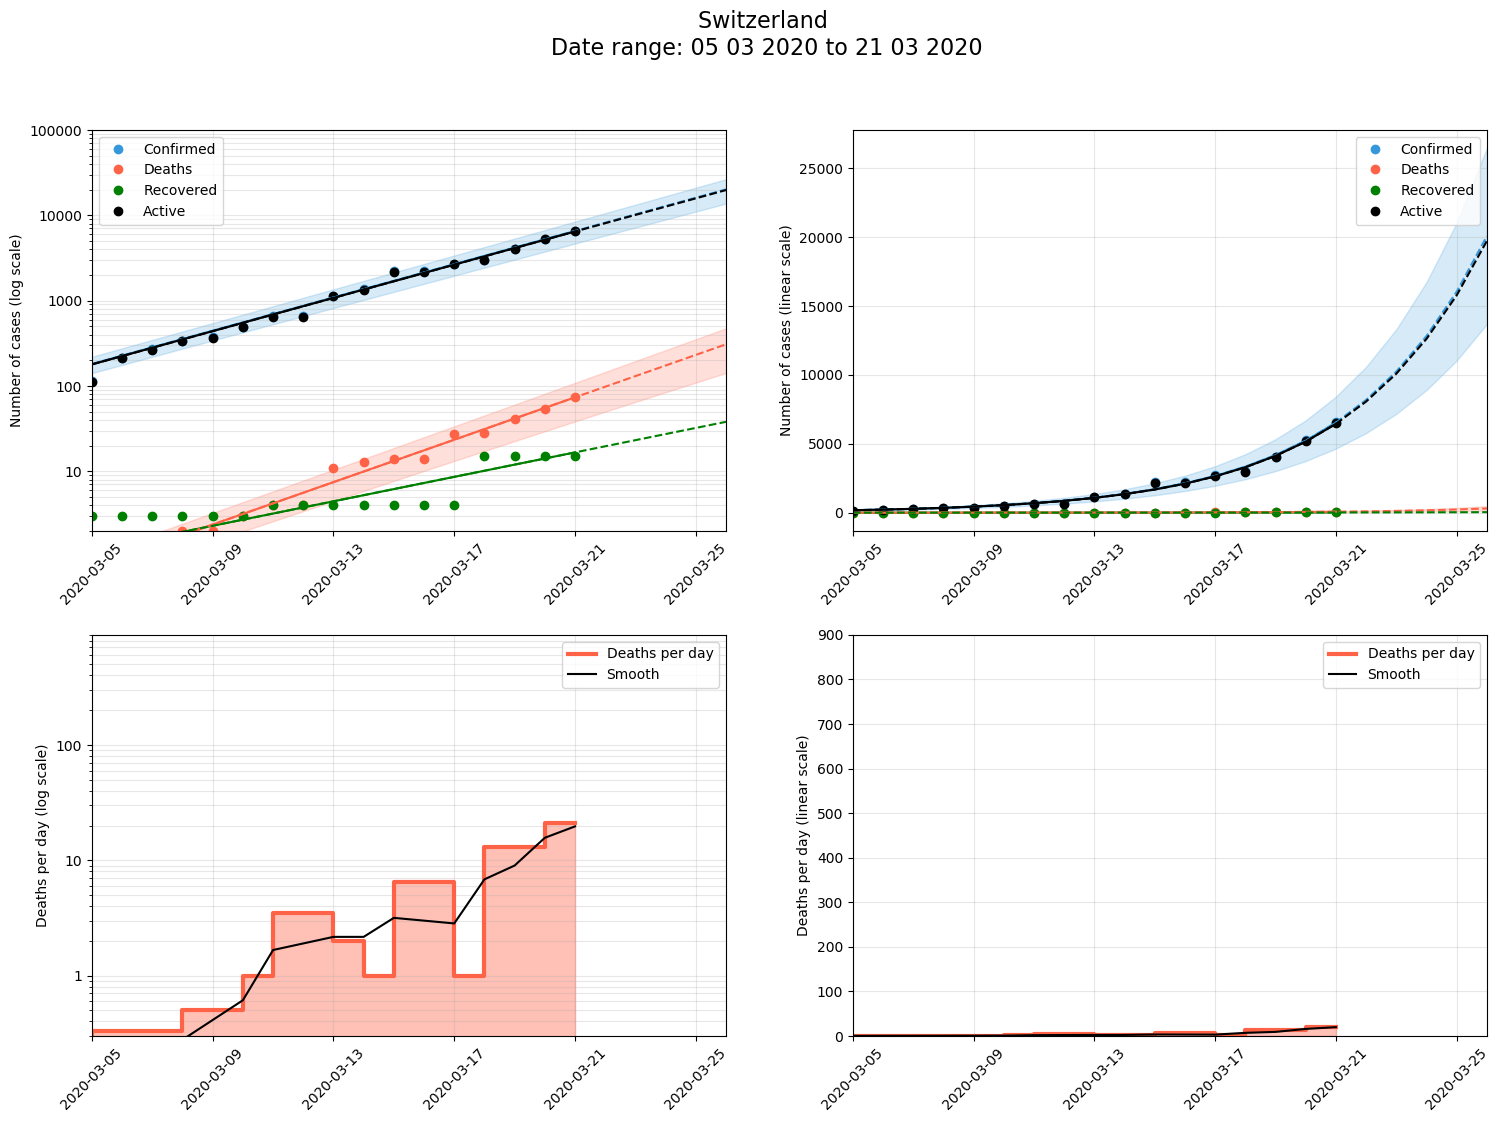 Switzerland
Date range: 05 03 2020 to 21 03 2020
Number of cases (log scale)
100000
10000
1000
100
10
Confirmed
Deaths
Recovered
Active
2020-03-05
2020-03-09
2020-03-13
2020-03-17
2020-03-21
2020-03-25
Number of cases (linear scale)
25000
20000
15000
10000
5000
0
Confirmed
Deaths
Recovered
Active
2020-03-05
2020-03-09
2020-03-13
2020-03-17
2020-03-21
2020-03-25
Deaths per day (log scale)
100
10
1
Deaths per day
Smooth
2020-03-05
2020-03-09
2020-03-13
2020-03-17
2020-03-21
2020-03-25
Deaths per day (linear scale)
900
800
700
600
500
400
300
200
100
0
Deaths per day
Smooth
2020-03-05
2020-03-09
2020-03-13
2020-03-17
2020-03-21
2020-03-25